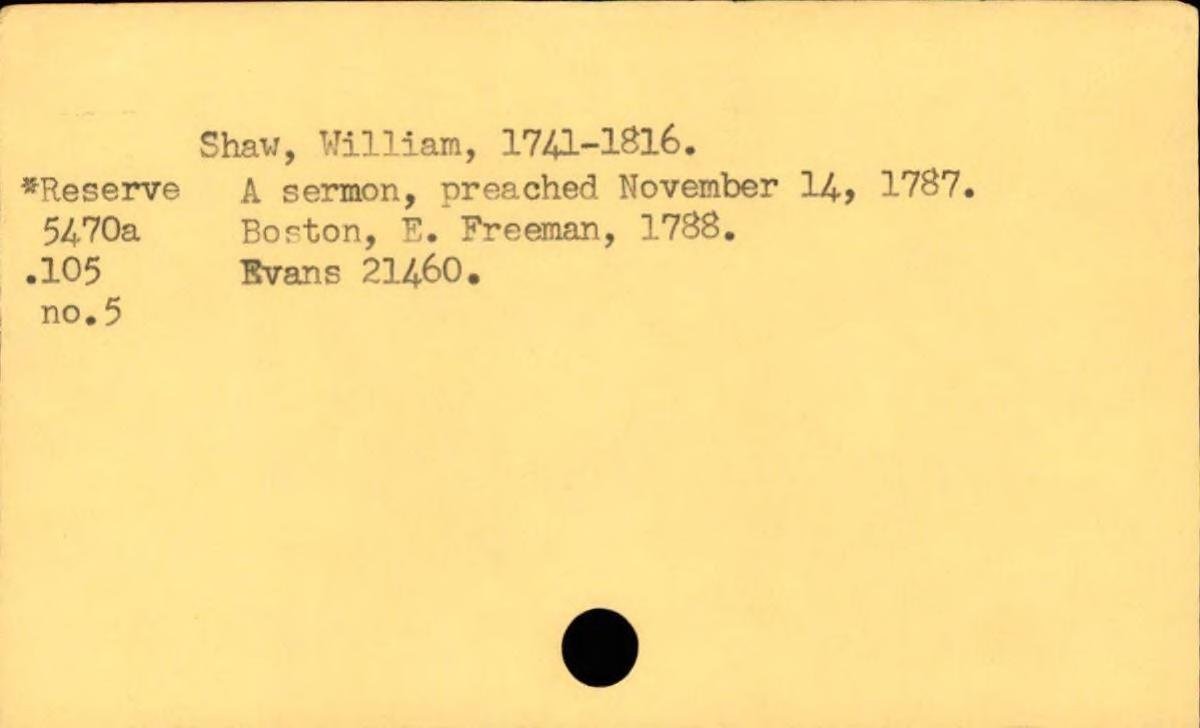 Shaw, William, 1741-1816.
*Reserve A sermon, preached November 14, 1787.
5470a Boston, E. Freeman, 1788.
.105 Evans 21460.
no.5